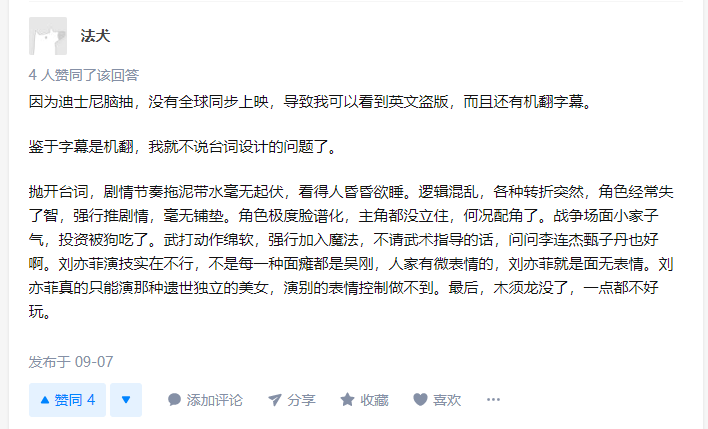 法犬
4 人赞同了该回答
因为迪士尼脑抽，没有全球同步上映，导致我可以看到英文盗版，而且还有机翻字幕。
鉴于字幕是机翻，我就不说台词设计的问题了。
抛开台词，剧情节奏拖泥带水毫无起伏，看得人昏昏欲睡。逻辑混乱，各种转折突然，角色经常失
了智，强行推剧情，毫无铺垫。角色极度脸谱化，主角都没立住，何况配角了。战争场面小家子
气，投资被狗吃了。武打动作绵软，强行加入魔法，不请武术指导的话，问问李连杰甄子丹也好
啊。刘亦菲演技实在不行，不是每一种面瘫都是吴刚，人家有微表情的，刘亦菲就是面无表情。刘
亦菲真的只能演那种遗世独立的美女，演别的表情控制做不到。最后，木须龙没了，一点都不好
玩。
发布于 09-07
赞同 4 添加评论 分享 收藏 喜欢